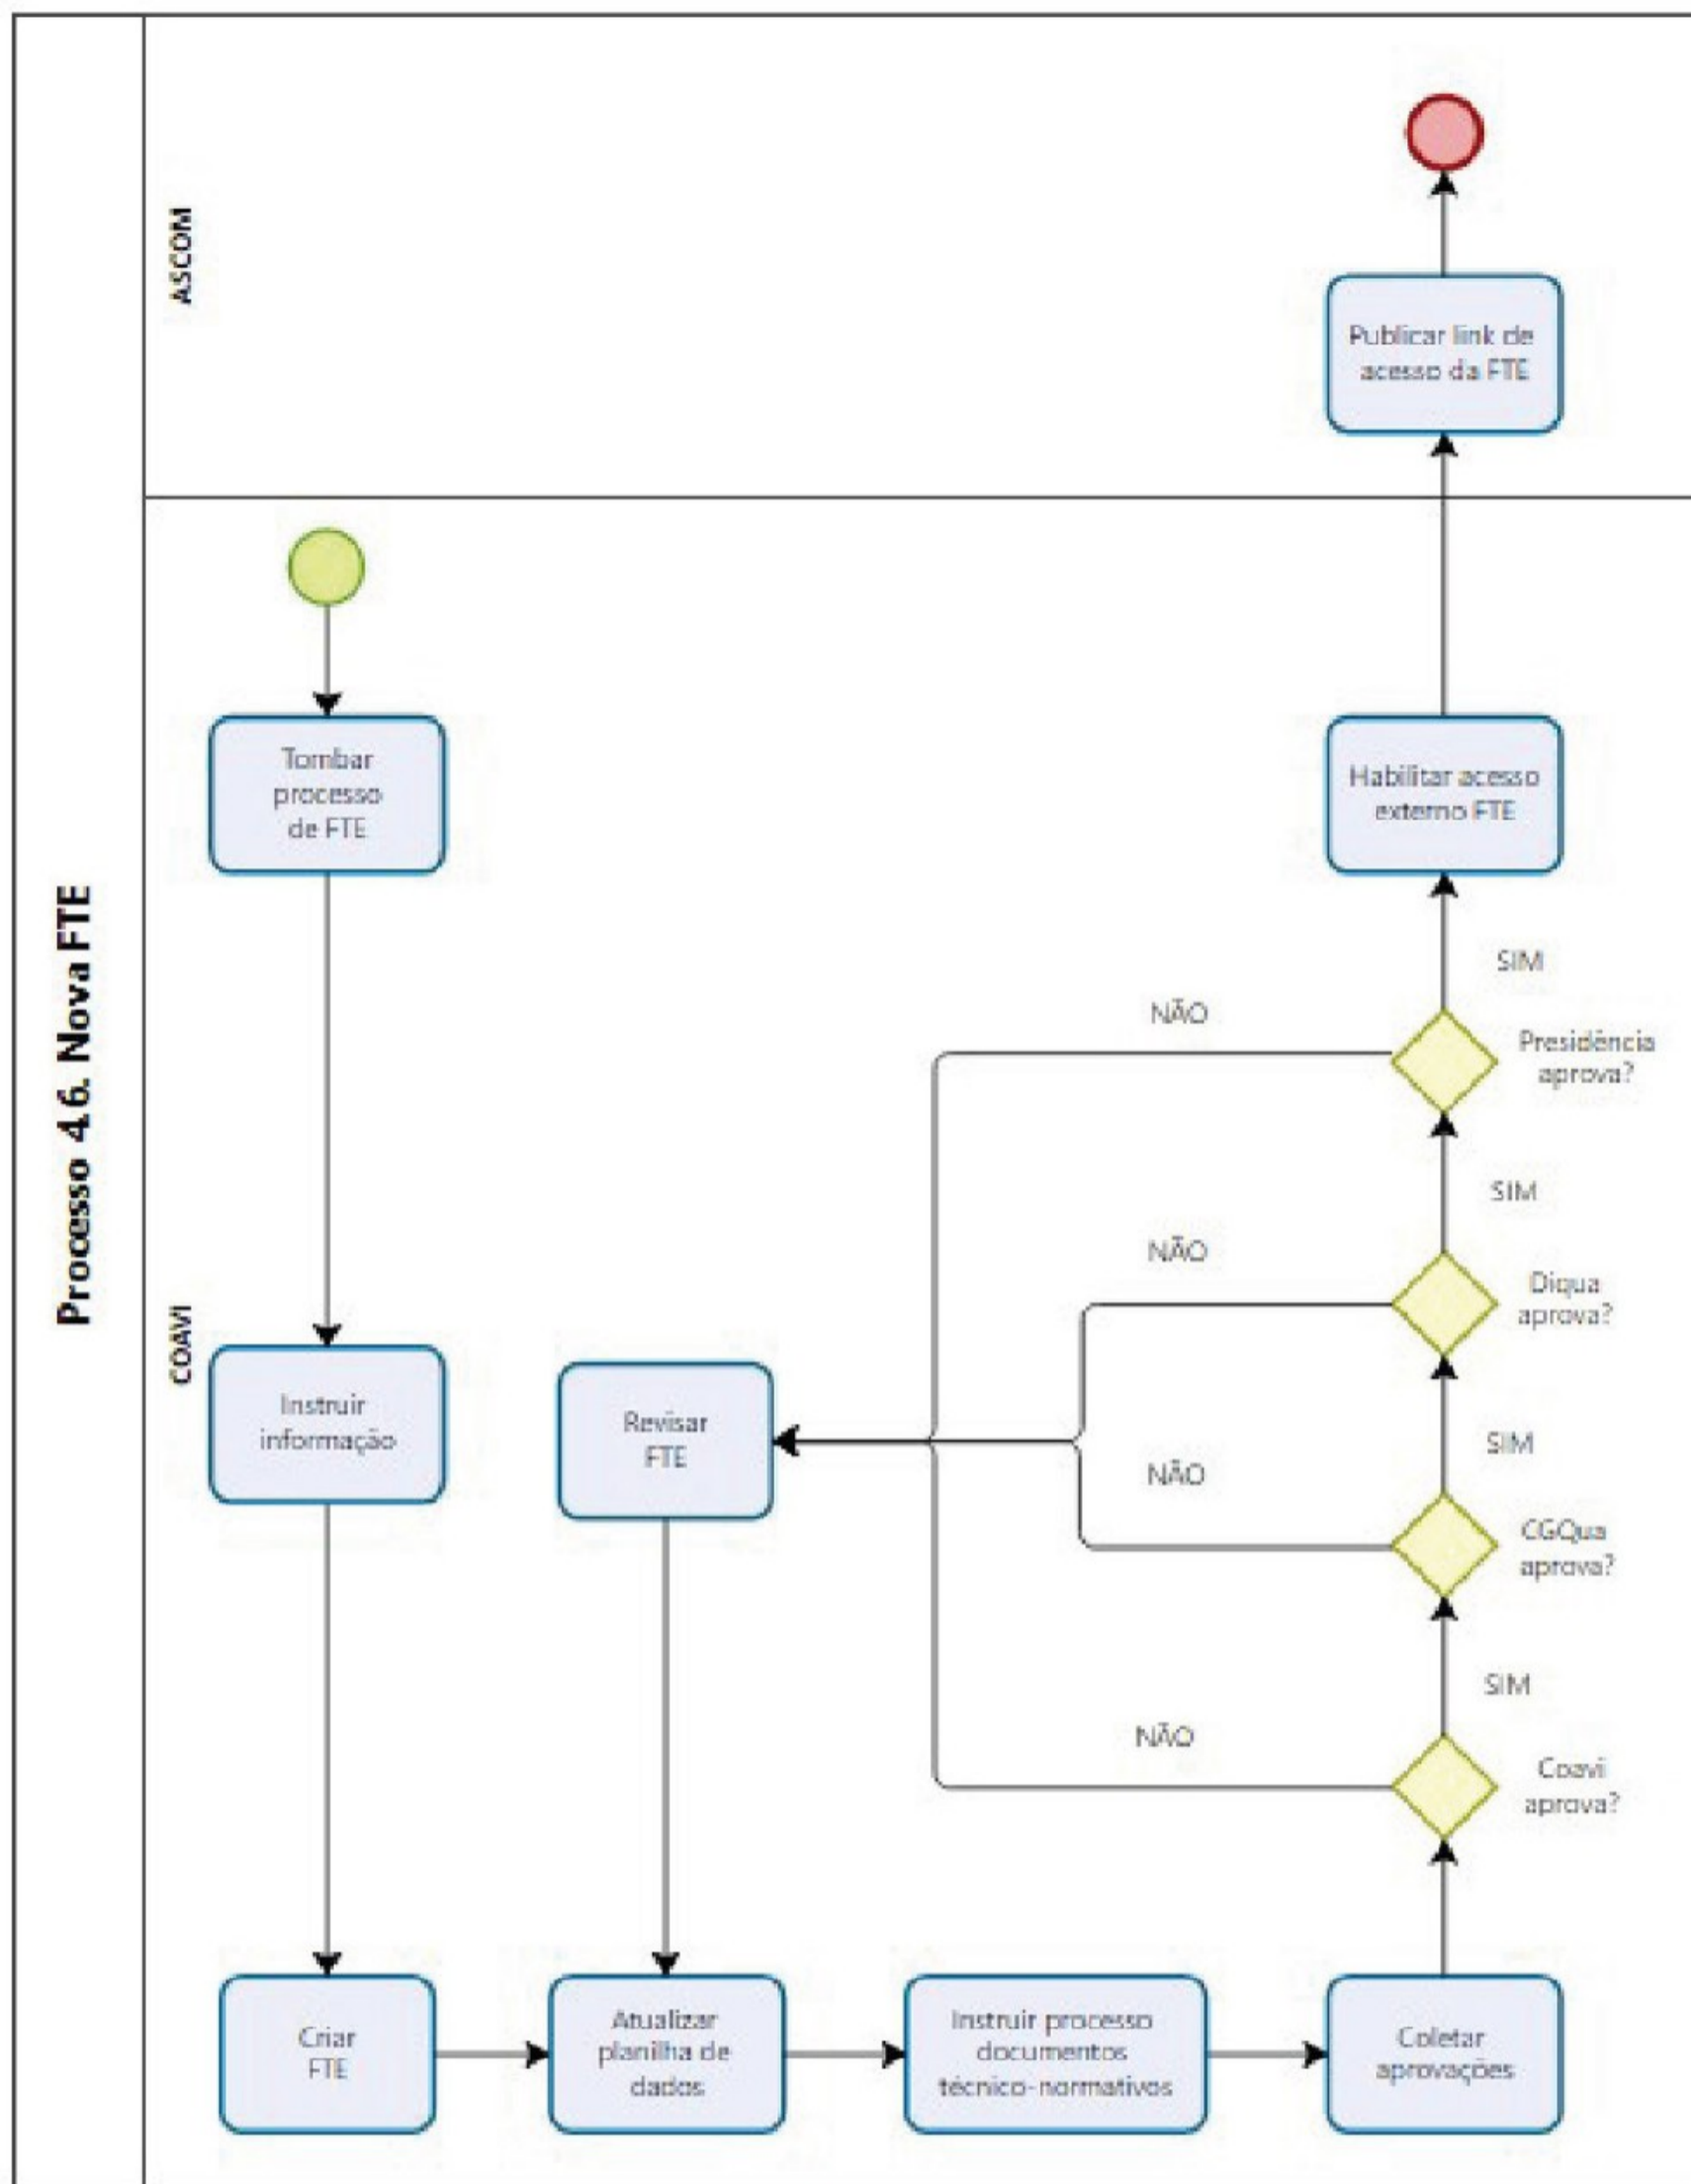 Processo 4.6. Nova FTE
ASCOM
Publicar link de
acesso da FTE
COAVI
Tombar
processo
de FTE
Habilitar acesso
externo FTE
SIM
NÃO
Presidência
aprova?
SIM
NÃO
Diqua
aprova?
Instruir
informação
Revisar
FTE
SIM
NÃO
CGQua
aprova?
SIM
NÃO
Coavi
aprova?
Criar
FTE
Atualizar
planilha de
dados
Instruir processo
documentos
técnico-normativos
Coletar
aprovações